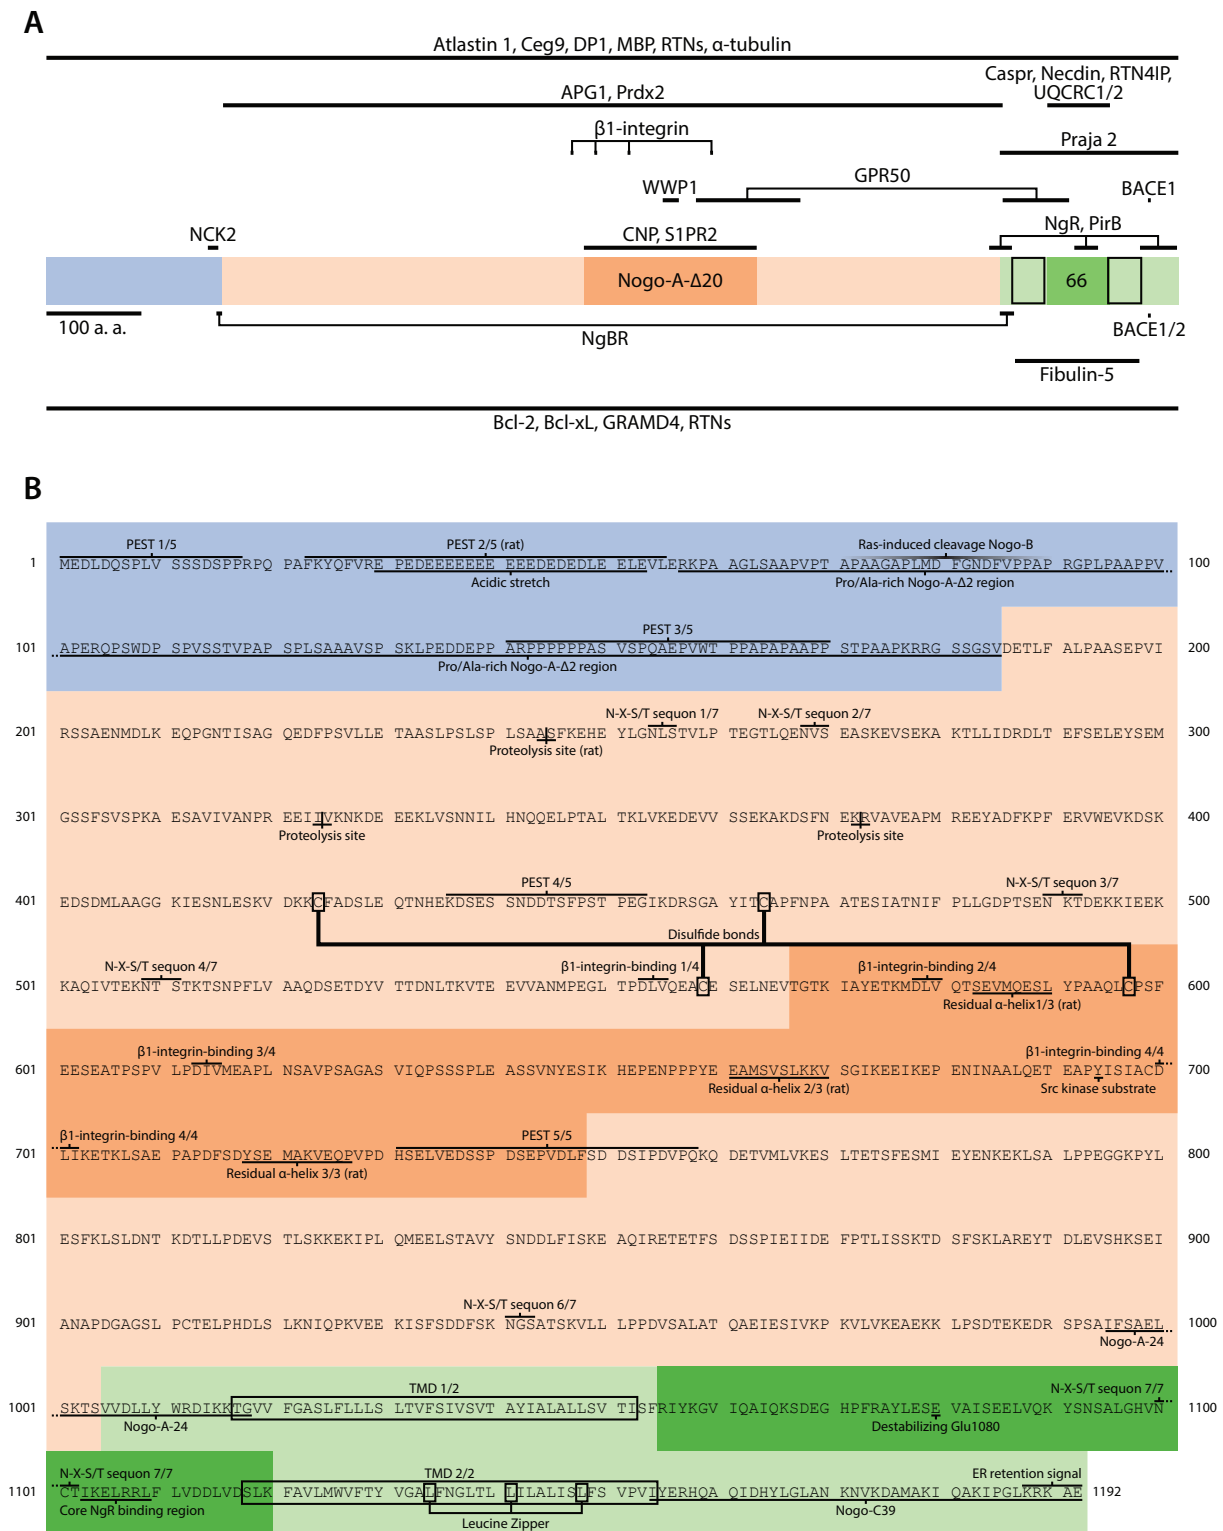 A
Atlastin 1, Ceg9, DP1, MBP, RTNs, α-tubulin
Caspr, Necdin, RTN4IP,
UQCRC1/2
APG1, Prdx2
β1-integrin
Praja 2
GPR50
WWP1
BACE1
NCK2
CNP, S1PR2
NgR, PirB
Nogo-A-Δ20
66
100 a. a.
NgBR
BACE1/2
Fibulin-5
Bcl-2, Bcl-xL, GRAMD4, RTNs
B
PEST 1/5 PEST 2/5 (rat) Ras-induced cleavage Nogo-B
1 MEDLDQSPLV SSSDSPPRPQ PAFKYQFVRE PEDEEEEEEE EEEDEDEDLE ELEVLERKPA AGLSAAPVPT APAAGAPLMD FGNDFVPPAP RGPLPAAPPV 100
Acidic stretch Pro/Ala-rich Nogo-A-Δ2 region
PEST 3/5
101 APERQPSWDP SPVSSTVPAP SPLSAAAVSP SKLPEDDEPP ARPPPPPPAS VSPQAEPVWT PPAPAPAAPP STPAAPKRRG SSGSVDETLF ALPAASEPVI 200
Pro/Ala-rich Nogo-A-Δ2 region
N-X-S/T sequon 1/7 N-X-S/T sequon 2/7
201 RSSAENMDLK EQPGNTISAG QEDFPSVLLE TAASLPSLSP LSAASFKEHE YLGNLSTVLP TEGTLQENVS EASKEVSEKA KTLLIDRDLT EFSELEYSEM 300
Proteolysis site (rat)
301 GSSFSVSPKA ESAVIVANPR EEIIVKNKDE EEKLVSNNIL HNQQELPTAL TKLVKEDEVV SSEKAKDSFN EKRVAVEAPM REEYADFKPF ERVWEVKDSK 400
Proteolysis site Proteolysis site
PEST 4/5 N-X-S/T sequon 3/7
401 EDSDMLAAGG KIESNLESKV DKKCFADSLE QTNHEKDSES SNDDTSFPST PEGIKDRSGA YITCAPFNPA ATESIATNIF PLLGDPTSEN KTDEKKIEEK 500
Disulfide bonds
N-X-S/T sequon 4/7 β1-integrin-binding 1/4 β1-integrin-binding 2/4
501 KAQIVTEKNT STKTSNPFLV AAQDSETDYV TTDNLTKVTE EVVANMPEGL TPDLVQEACE SELNEVTGTK IAYETKMDLV QTSEVMQESL YPAAQLCPSF 600
Residual α-helix1/3 (rat)
β1-integrin-binding 3/4 β1-integrin-binding 4/4
601 EESEATPSPV LPDIVMEAPL NSAVPSAGAS VIQPSSSPLE ASSVNYESIK HEPENPPPYE EAMSVSLKKV SGIKEEIKEP ENINAALQET EAPYISIACD 700
Residual α-helix 2/3 (rat) Src kinase substrate
β1-integrin-binding 4/4 PEST 5/5
701 LIKETKLSAE PAPDFSDYSE MAKVEQPVPD HSELVEDSSP DSEPVDLFSD DSIPDVPQKQ DETVMLVKES LTETSFESMI EYENKEKLSA LPPEGGKPYL 800
Residual α-helix 3/3 (rat)
801 ESFKLSLDNT KDTLLPDEVS TLSKKEKIPL QMEELSTAVY SNDDLFISKE AQIRETETFS DSSPIEIIDE FPTLISSKTD SFSKLAREYT DLEVSHKSEI 900
N-X-S/T sequon 6/7
901 ANAPDGAGSL PCTELPHDLS LKNIQPKVEE KISFSDDFSK NGSATSKVLL LPPDVSALAT QAEIESIVKP KVLVKEAEKK LPSDTEKEDR SPSAIFSAEL 1000
Nogo-A-24
TMD 1/2 N-X-S/T sequon 7/7
1001 SKTSVVDLLY WRDIKKTGVV FGASLFLLLS LTVFSIVSVT AYIALALLSV TISFRIYKGV IQAIQKSDEG HPFRAYLESE VAISEELVQK YSNSALGHVN 1100
Nogo-A-24 Destabilizing Glu1080
N-X-S/T sequon 7/7 TMD 2/2 ER retention signal
1101 CTIKELRRLF LVDDLVDSLK FAVLMWVFTY VGALFNGLTL LILALISLFS VPVIYERHQA QIDHYLGLAN KNVKDAMAKI QAKIPGLKRK AE 1192
Core NgR binding region Nogo-C39
Leucine Zipper